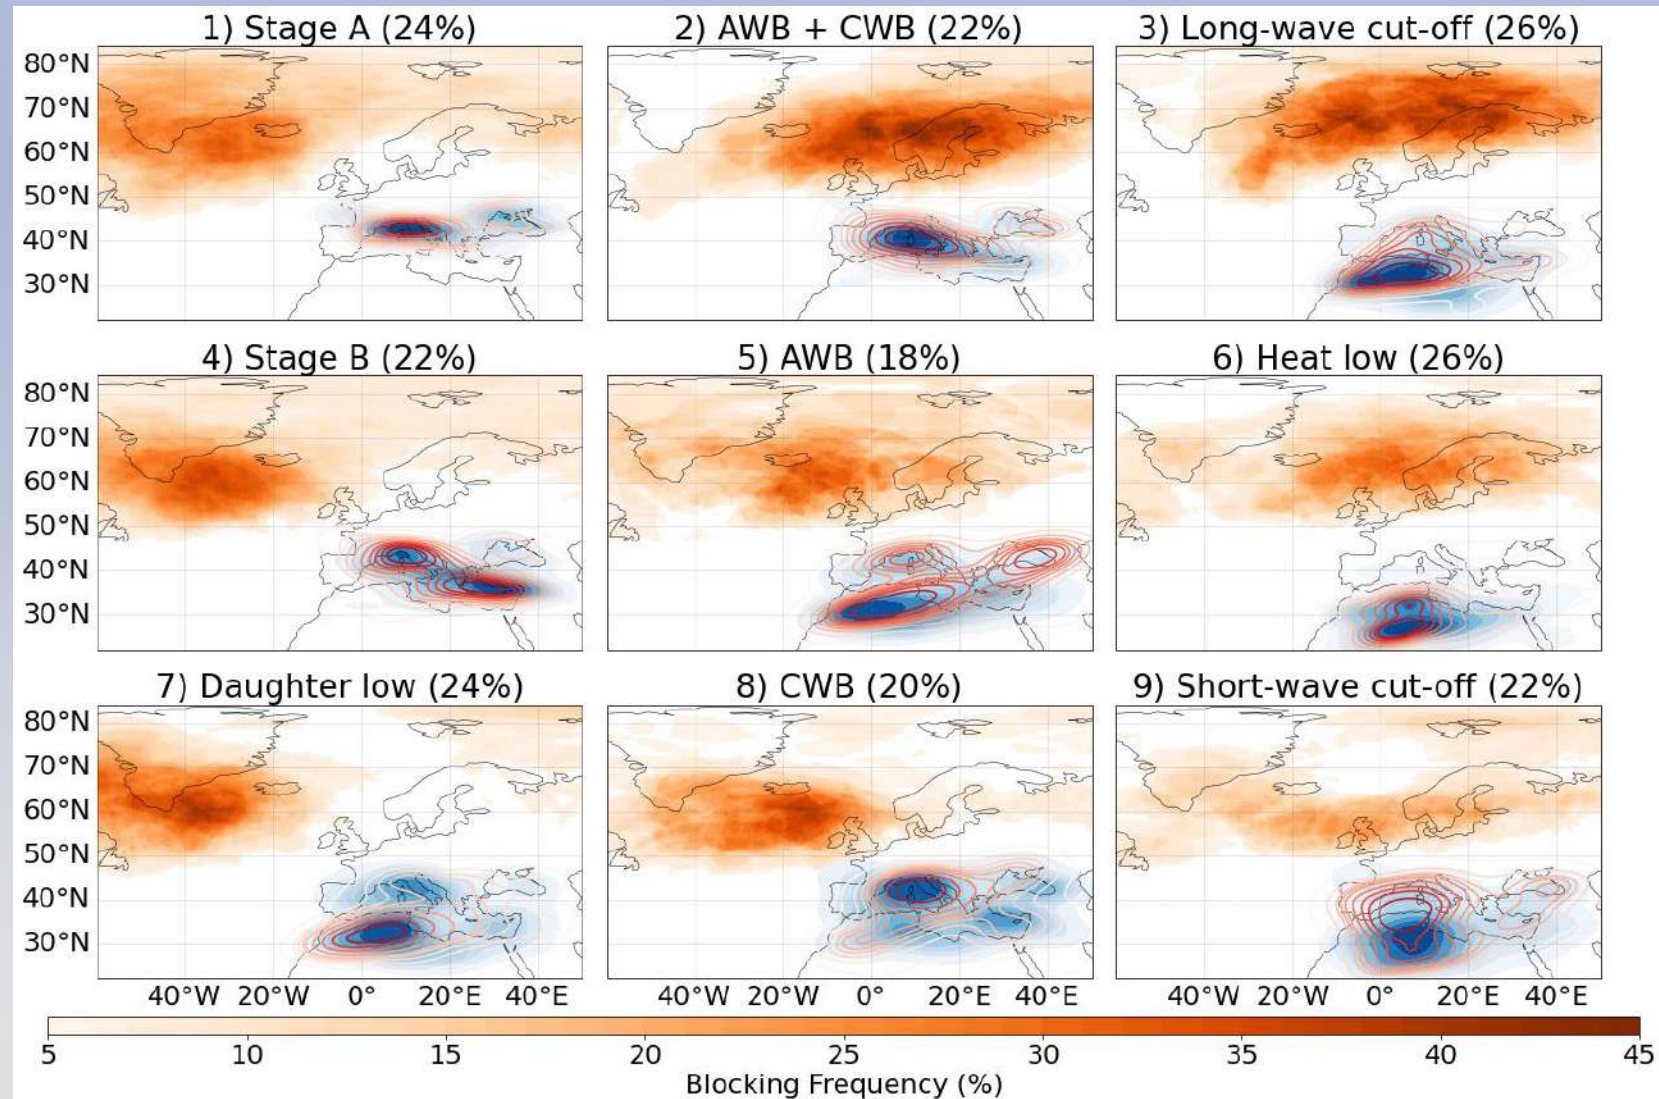 1) Stage A (24%)
2) AWB + CWB (22%)
3) Long-wave cut-off (26%)
80°N
70°N
60°N
50°N
40°N
30°N
4) Stage B (22%)
5) AWB (18%)
6) Heat low (26%)
80°N
70°N
60°N
50°N
40°N
30°N
7) Daughter low (24%)
8) CWB (20%)
9) Short-wave cut-off (22%)
80°N
70°N
60°N
50°N
40°N
30°N
40°W 20°W 0° 20°E 40°E
40°W 20°W 0° 20°E 40°E
40°W 20°W 0° 20°E 40°E
5 10 15 20 25 30 35 40 45
Blocking Frequency (%)